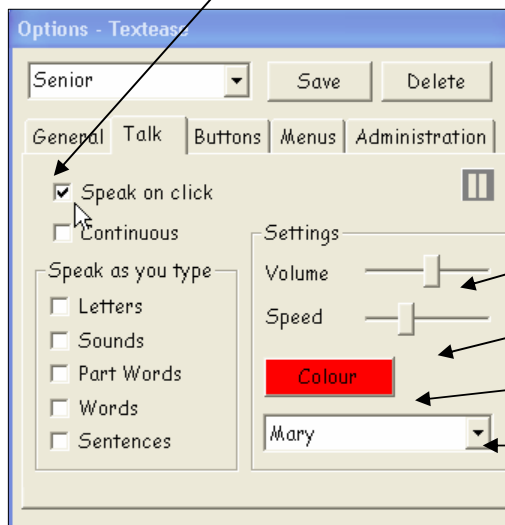 Options - Textease
Senior Save Delete
General Talk Buttons Menus Administration
Speak on click
Continuous
Speak as you type
Letters
Sounds
Part Words
Words
Sentences
Settings
Volume
Speed
Colour
Mary